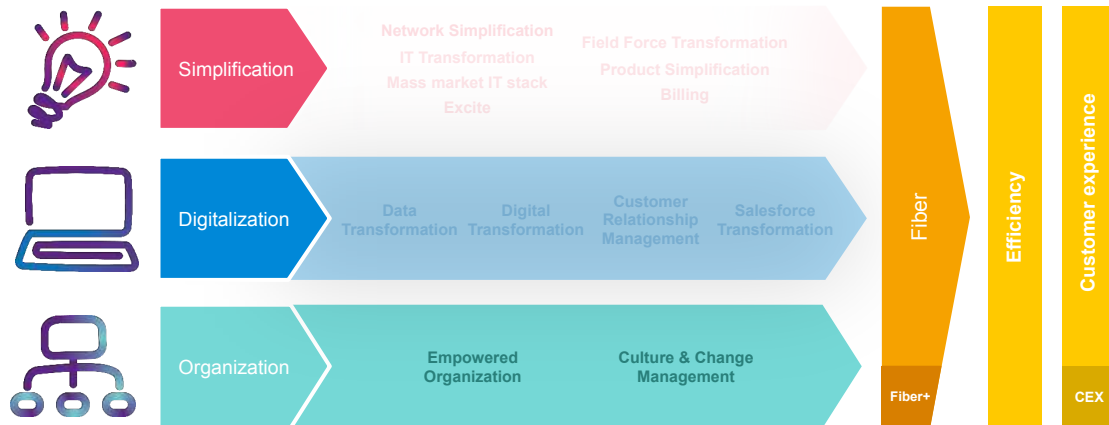 Simplification
Network Simplification
IT Transformation
Mass market IT stack
Excite
Field Force Transformation
Product Simplification
Billing
Digitalization
Data
Transformation
Digital
Transformation
Customer
Relationship
Management
Salesforce
Transformation
Organization
Empowered
Organization
Culture & Change
Management
Fiber
Fiber+
Efficiency
Customer experience
CEX